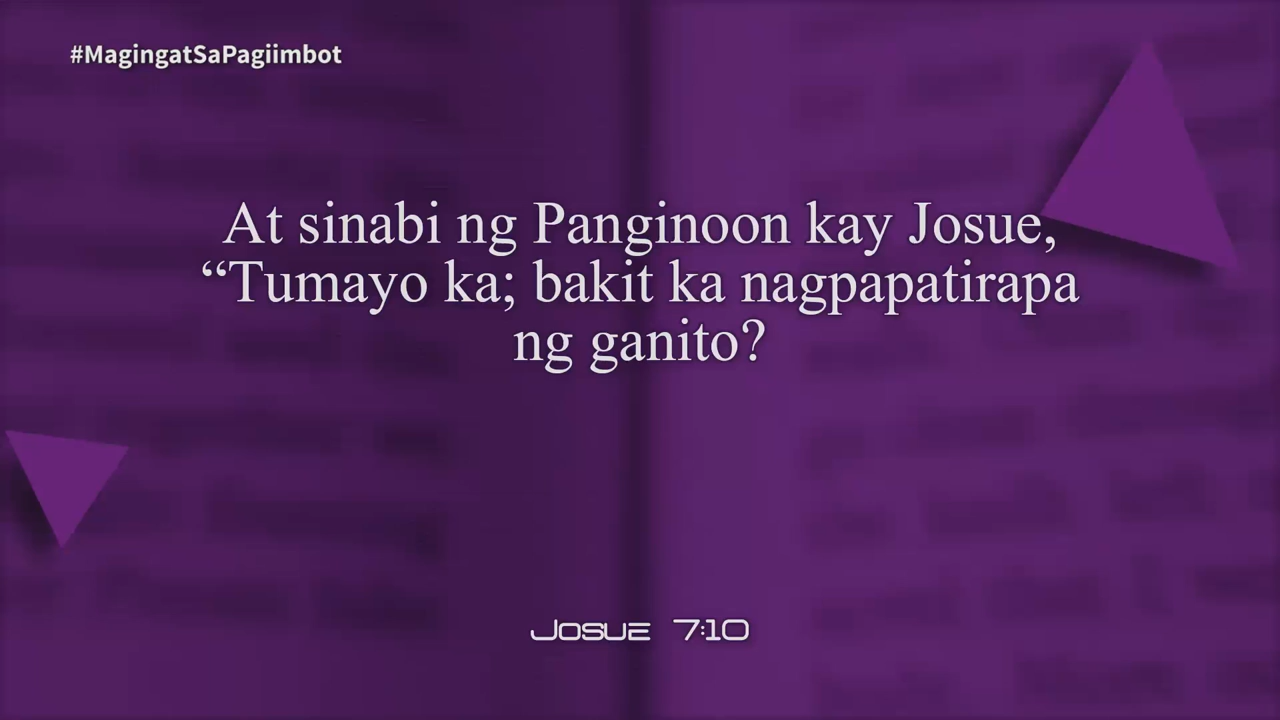 #MagingatSaPagiimbot
At sinabi ng Panginoon kay Josue,
“Tumayo ka; bakit ka nagpapatirapa
ng ganito?
Josue 7:10